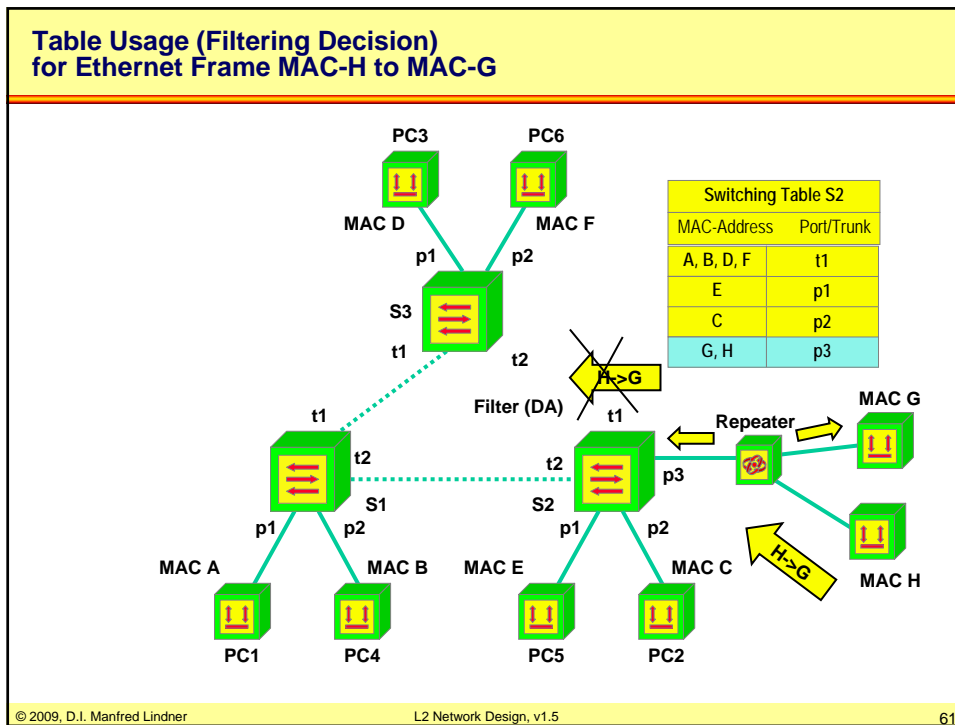 Table Usage (Filtering Decision)
for Ethernet Frame MAC-H to MAC-G
PC3
PC6
MAC D
MAC F
p1
p2
S3
t1
t2
Switching Table S2
MAC-Address Port/Trunk
A, B, D, F t1
E p1
C p2
G, H p3
H->G
Filter (DA)
t1
t1
MAC G
Repeater
t2
t2
p3
S1
S2
p1
p2
p1
p2
H->G
MAC A
MAC B
MAC E
MAC C
MAC H
PC1
PC4
PC5
PC2
© 2009, D.I. Manfred Lindner
L2 Network Design, v1.5
61